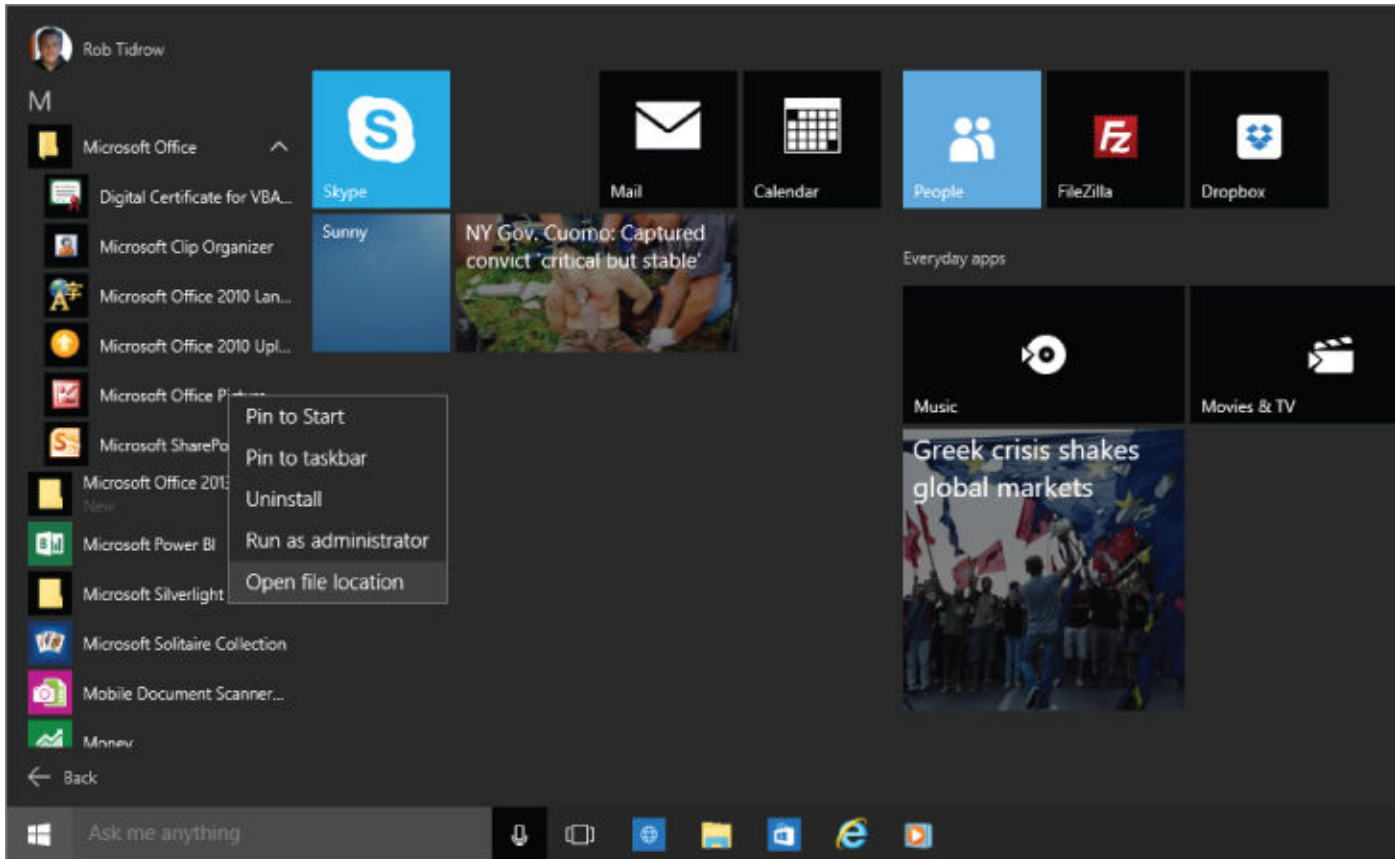 Rob Tidrow
M
Microsoft Office
Digital Certificate for VBA...
Microsoft Clip Organizer
Microsoft Office 2010 Lan...
Microsoft Office 2010 Upl...
Microsoft Office Picture
Microsoft SharePo
Microsoft Office 2013
New
Microsoft Power BI
Microsoft Silverlight
Microsoft Solitaire Collection
Mobile Document Scanner...
Money
Back
Pin to Start
Pin to taskbar
Uninstall
Run as administrator
Open file location
Skype
Mail
Calendar
Sunny
NY Gov. Cuomo: Captured
convict 'critical but stable'
People
FileZilla
Dropbox
Everyday apps
Music
Movies & TV
Greek crisis shakes
global markets
Ask me anything